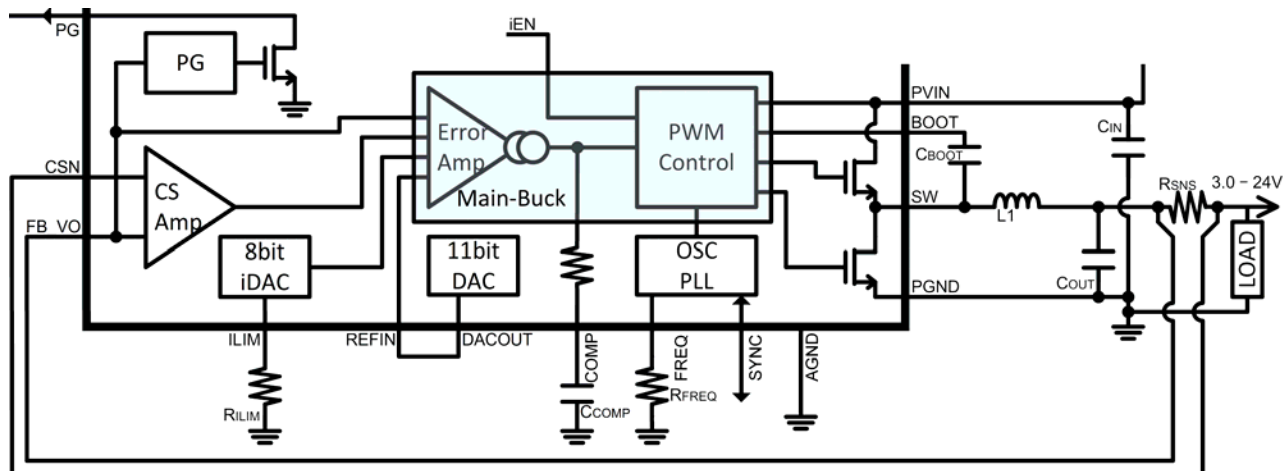 PG
iEN
PG
PVIN
BOOT
Error
Amp
PWM
Control
CIN
CBOOT
CSN
CS
Amp
Main-Buck
RSNS
3.0 – 24V
SW
FB VO
L1
8bit
iDAC
11bit
DAC
OSC
PLL
COUT
LOAD
PGND
ILIM
REFIN
DACOUT
COMP
FREQ
SYNC
AGND
RILIM
CCOMP
RFREQ